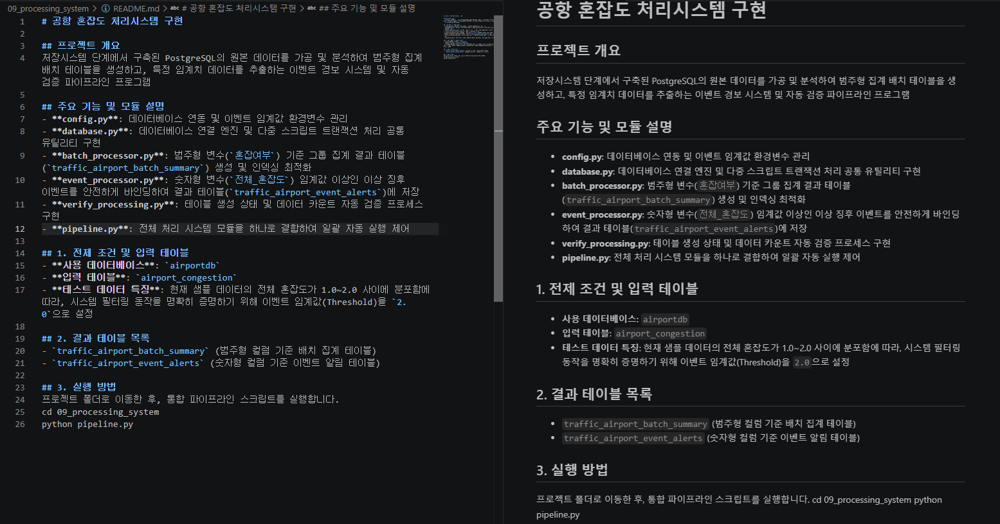 09_processing_system > README.md > # 공항 혼잡도 처리시스템 구현 > ## 주요 기능 및 모듈 설명
1 # 공항 혼잡도 처리시스템 구현
2
3 ## 프로젝트 개요
4 저장시스템 단계에서 구축된 PostgreSQL의 원본 데이터를 가공 및 분석하여 범주형 집계
배치 테이블을 생성하고, 특정 임계치 데이터를 추출하는 이벤트 경보 시스템 및 자동
검증 파이프라인 프로그램
5
6 ## 주요 기능 및 모듈 설명
7 - **config.py**: 데이터베이스 연동 및 이벤트 임계값 환경변수 관리
8 - **database.py**: 데이터베이스 연결 엔진 및 다중 스크립트 트랜잭션 처리 공통
유틸리티 구현
9 - **batch_processor.py**: 범주형 변수(`혼잡여부`) 기준 그룹 집계 결과 테이블
(`traffic_airport_batch_summary`) 생성 및 인덱싱 최적화
10 - **event_processor.py**: 숫자형 변수(`전체_혼잡도`) 임계값 이상인 이상 징후
이벤트를 안전하게 바인딩하여 결과 테이블(`traffic_airport_event_alerts`)에 저장
11 - **verify_processing.py**: 테이블 생성 상태 및 데이터 카운트 자동 검증 프로세스
구현
12 - **pipeline.py**: 전체 처리 시스템 모듈을 하나로 결합하여 일괄 자동 실행 제어
13
14 ## 1. 전제 조건 및 입력 테이블
15 - **사용 데이터베이스**: `airportdb`
16 - **입력 테이블**: `airport_congestion`
17 - **테스트 데이터 특징**: 현재 샘플 데이터의 전체 혼잡도가 1.0~2.0 사이에 분포함에
따라, 시스템 필터링 동작을 명확히 증명하기 위해 이벤트 임계값(Threshold)을 `2.
0`으로 설정
18
19 ## 2. 결과 테이블 목록
20 - `traffic_airport_batch_summary` (범주형 컬럼 기준 배치 집계 테이블)
21 - `traffic_airport_event_alerts` (숫자형 컬럼 기준 이벤트 알림 테이블)
22
23 ## 3. 실행 방법
24 프로젝트 폴더로 이동한 후, 통합 파이프라인 스크립트를 실행합니다.
25 cd 09_processing_system
26 python pipeline.py
공항 혼잡도 처리시스템 구현
프로젝트 개요
저장시스템 단계에서 구축된 PostgreSQL의 원본 데이터를 가공 및 분석하여 범주형 집계 배치 테이블을 생
성하고, 특정 임계치 데이터를 추출하는 이벤트 경보 시스템 및 자동 검증 파이프라인 프로그램
주요 기능 및 모듈 설명
• config.py: 데이터베이스 연동 및 이벤트 임계값 환경변수 관리
• database.py: 데이터베이스 연결 엔진 및 다중 스크립트 트랜잭션 처리 공통 유틸리티 구현
• batch_processor.py: 범주형 변수(혼잡여부) 기준 그룹 집계 결과 테이블
(traffic_airport_batch_summary) 생성 및 인덱싱 최적화
• event_processor.py: 숫자형 변수(전체_혼잡도) 임계값 이상인 이상 징후 이벤트를 안전하게 바인딩
하여 결과 테이블(traffic_airport_event_alerts)에 저장
• verify_processing.py: 테이블 생성 상태 및 데이터 카운트 자동 검증 프로세스 구현
• pipeline.py: 전체 처리 시스템 모듈을 하나로 결합하여 일괄 자동 실행 제어
1. 전제 조건 및 입력 테이블
• 사용 데이터베이스: airportdb
• 입력 테이블: airport_congestion
• 테스트 데이터 특징: 현재 샘플 데이터의 전체 혼잡도가 1.0~2.0 사이에 분포함에 따라, 시스템 필터링
동작을 명확히 증명하기 위해 이벤트 임계값(Threshold)을 2.0으로 설정
2. 결과 테이블 목록
• traffic_airport_batch_summary (범주형 컬럼 기준 배치 집계 테이블)
• traffic_airport_event_alerts (숫자형 컬럼 기준 이벤트 알림 테이블)
3. 실행 방법
프로젝트 폴더로 이동한 후, 통합 파이프라인 스크립트를 실행합니다. cd 09_processing_system python
pipeline.py